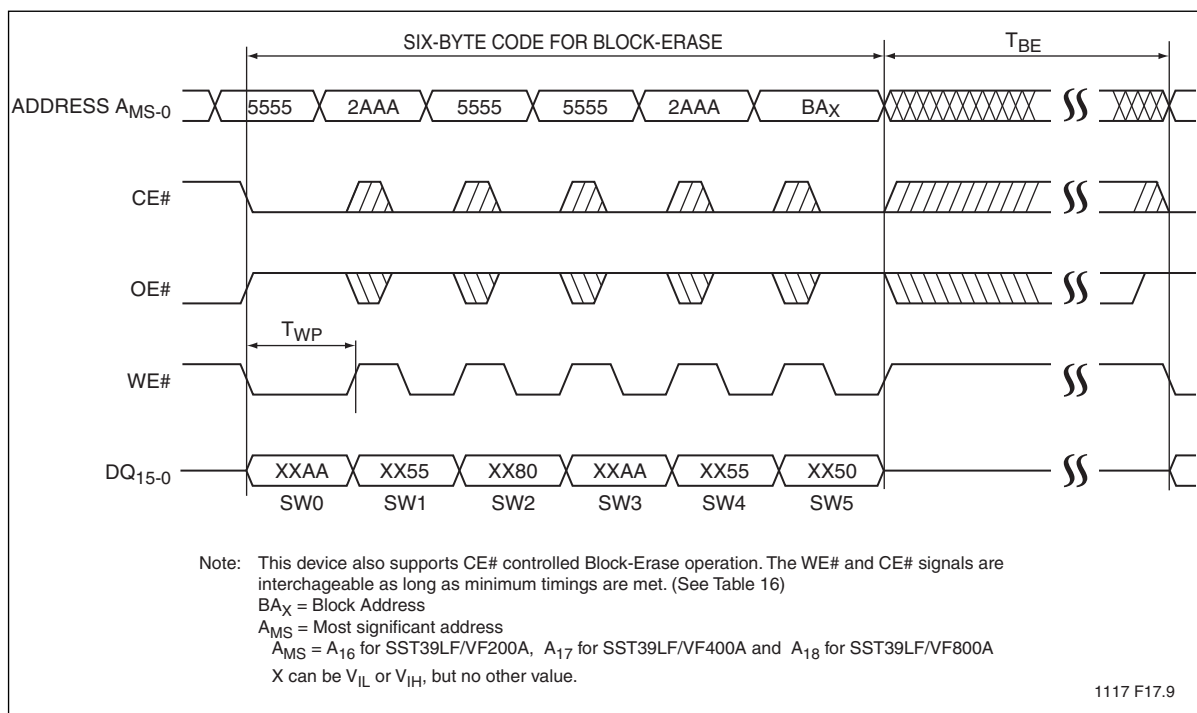 SIX-BYTE CODE FOR BLOCK-ERASE
TBE
ADDRESS AMS-0
5555 2AAA 5555 5555 2AAA BAX
CE#
OE#
TWP
WE#
DQ15-0
XXAA XX55 XX80 XXAA XX55 XX50
SW0 SW1 SW2 SW3 SW4 SW5
Note: This device also supports CE# controlled Block-Erase operation. The WE# and CE# signals are
interchageable as long as minimum timings are met. (See Table 16)
BAX = Block Address
AMS = Most significant address
AMS = A16 for SST39LF/VF200A, A17 for SST39LF/VF400A and A18 for SST39LF/VF800A
X can be VIL or VIH, but no other value.
1117 F17.9